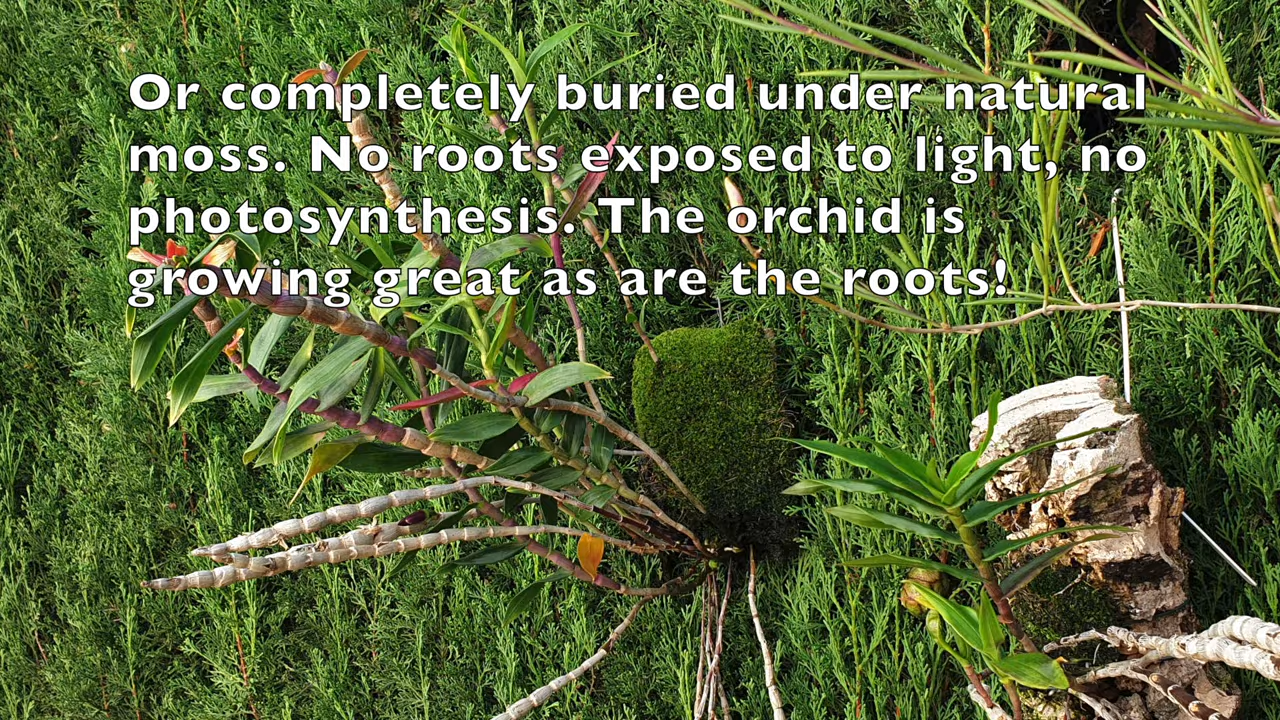 Or completely buried under natural
moss. No roots exposed to light, no
photosynthesis. The orchid is
growing great as are the roots!